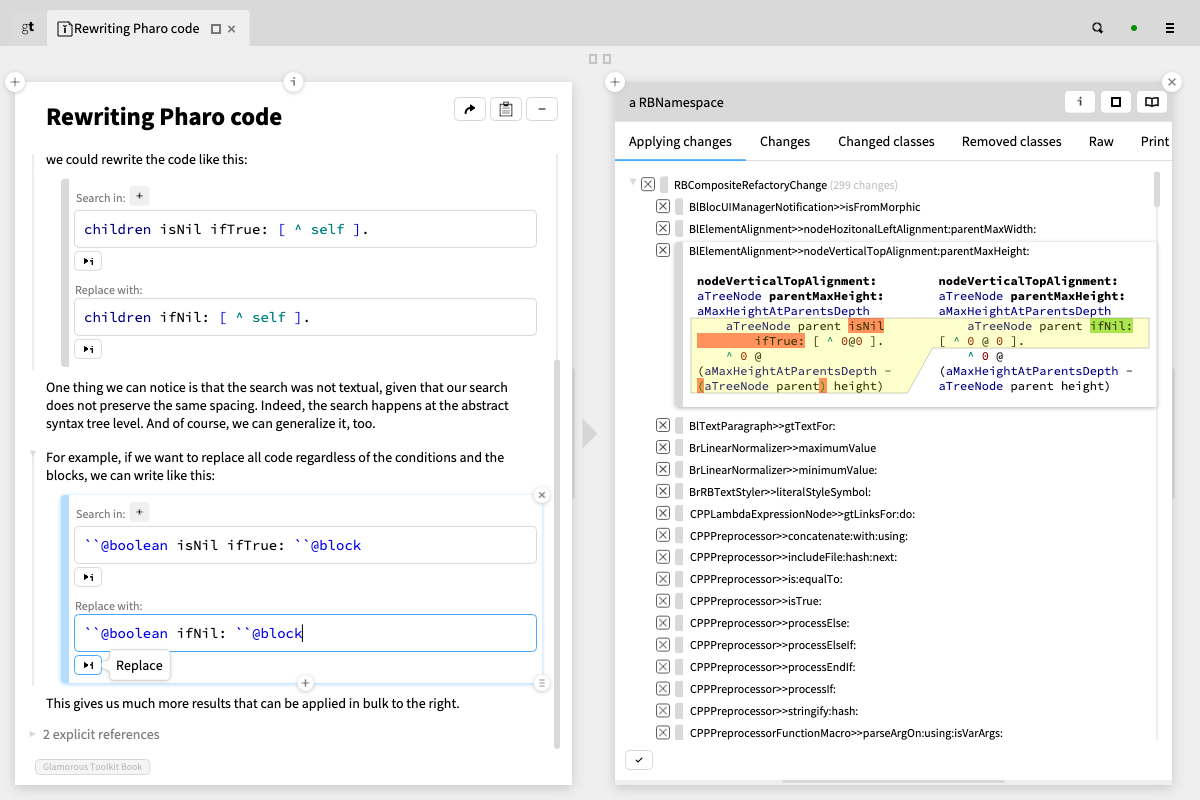 gt
Rewriting Pharo code
Rewriting Pharo code
we could rewrite the code like this:
Search in: +
children isNil ifTrue: [ ^ self ].
Replace with:
children ifNil: [ ^ self ].
One thing we can notice is that the search was not textual, given that our search
does not preserve the same spacing. Indeed, the search happens at the abstract
syntax tree level. And of course, we can generalize it, too.
For example, if we want to replace all code regardless of the conditions and the
blocks, we can write like this:
Search in: +
``@boolean isNil ifTrue: ``@block
Replace with:
``@boolean ifNil: ``@block
Replace
This gives us much more results that can be applied in bulk to the right.
2 explicit references
Glamorous Toolkit Book
a RBNamespace
Applying changes Changes Changed classes Removed classes Raw Print
RBCompositeRefactoryChange (299 changes)
BlBlocUIManagerNotification>>isFromMorphic
BlElementAlignment>>nodeHozitonalLeftAlignment:parentMaxWidth:
BlElementAlignment>>nodeVerticalTopAlignment:parentMaxHeight:
nodeVerticalTopAlignment:
aTreeNode parentMaxHeight:
aMaxHeightAtParentsDepth
aTreeNode parent isNil
ifTrue: [ ^ 0@0 ].
^ 0 @
(aMaxHeightAtParentsDepth -
(aTreeNode parent) height)
nodeVerticalTopAlignment:
aTreeNode parentMaxHeight:
aMaxHeightAtParentsDepth
aTreeNode parent ifNil:
[ ^ 0 @ 0 ].
^ 0 @
(aMaxHeightAtParentsDepth -
aTreeNode parent height)
BlTextParagraph>>gtTextFor:
BrLinearNormalizer>>maximumValue
BrLinearNormalizer>>minimumValue:
BrRBTextStyler>>literalStyleSymbol:
CPPLambdaExpressionNode>>gtLinksFor:do:
CPPPreprocessor>>concatenate:with:using:
CPPPreprocessor>>includeFile:hash:next:
CPPPreprocessor>>is:equalTo:
CPPPreprocessor>>isTrue:
CPPPreprocessor>>processElse:
CPPPreprocessor>>processElseIf:
CPPPreprocessor>>processEndIf:
CPPPreprocessor>>processIf:
CPPPreprocessor>>stringify:hash:
CPPPreprocessorFunctionMacro>>parseArgOn:using:isVarArgs: